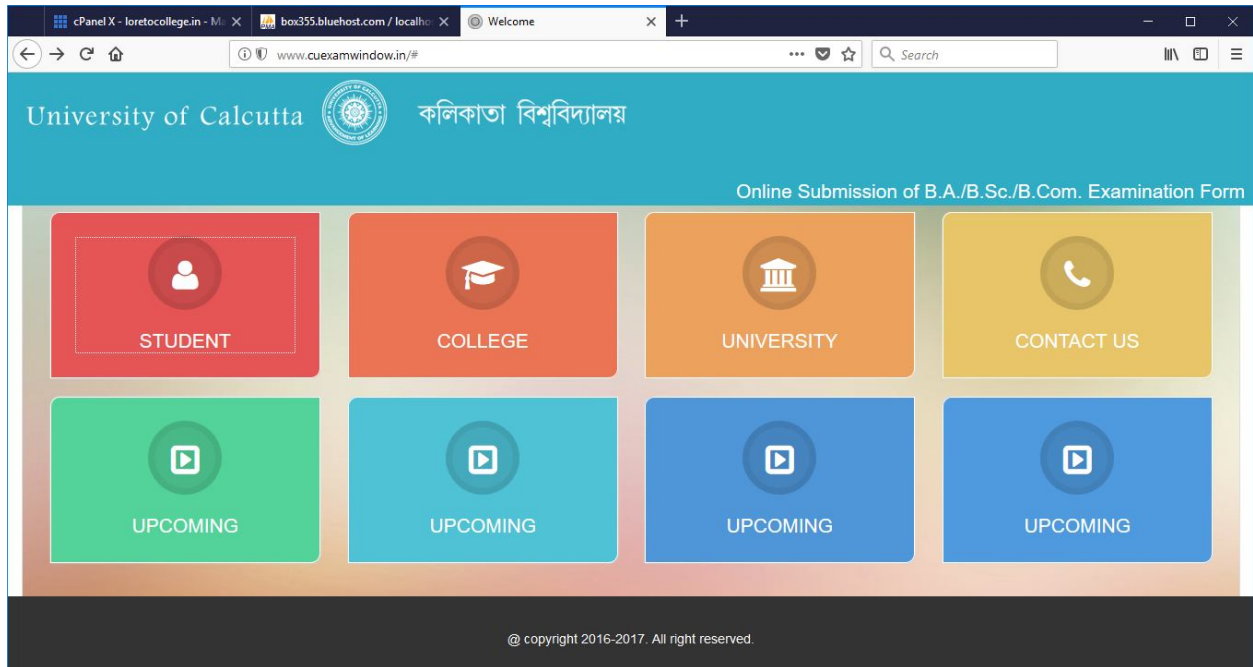 cPanel X - loretocollege.in - Ma
box355.bluehost.com / localhos
Welcome
www.cuexamwindow.in/#
Search
University of Calcutta
কলিকাতা বিশ্ববিদ্যালয়
Online Submission of B.A./B.Sc./B.Com. Examination Form
STUDENT
COLLEGE
UNIVERSITY
CONTACT US
UPCOMING
UPCOMING
UPCOMING
UPCOMING
@ copyright 2016-2017. All right reserved.